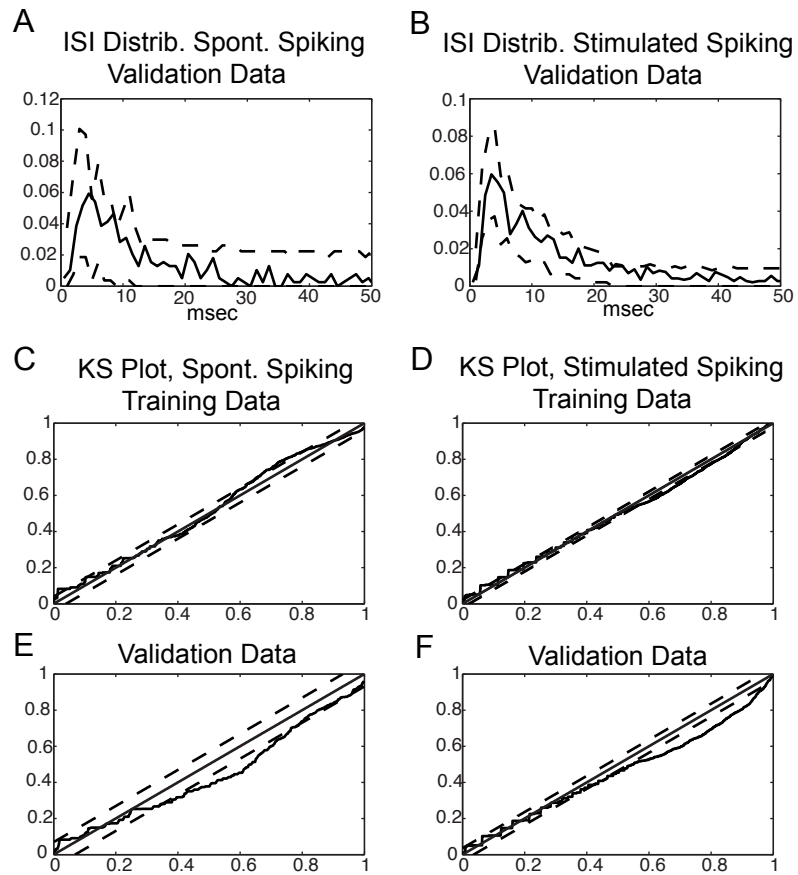 A
ISI Distrib. Spont. Spiking
Validation Data
0.12
0.1
0.08
0.06
0.04
0.02
0
0 10 20 30 40 50
msec
B
ISI Distrib. Stimulated Spiking
Validation Data
0.1
0.08
0.06
0.04
0.02
0
0 10 20 30 40 50
msec
C
KS Plot, Spont. Spiking
Training Data
1
0.8
0.6
0.4
0.2
0
0 0.2 0.4 0.6 0.8 1
D
KS Plot, Stimulated Spiking
Training Data
1
0.8
0.6
0.4
0.2
0
0 0.2 0.4 0.6 0.8 1
E
Validation Data
1
0.8
0.6
0.4
0.2
0
0 0.2 0.4 0.6 0.8 1
F
Validation Data
1
0.8
0.6
0.4
0.2
0
0 0.2 0.4 0.6 0.8 1